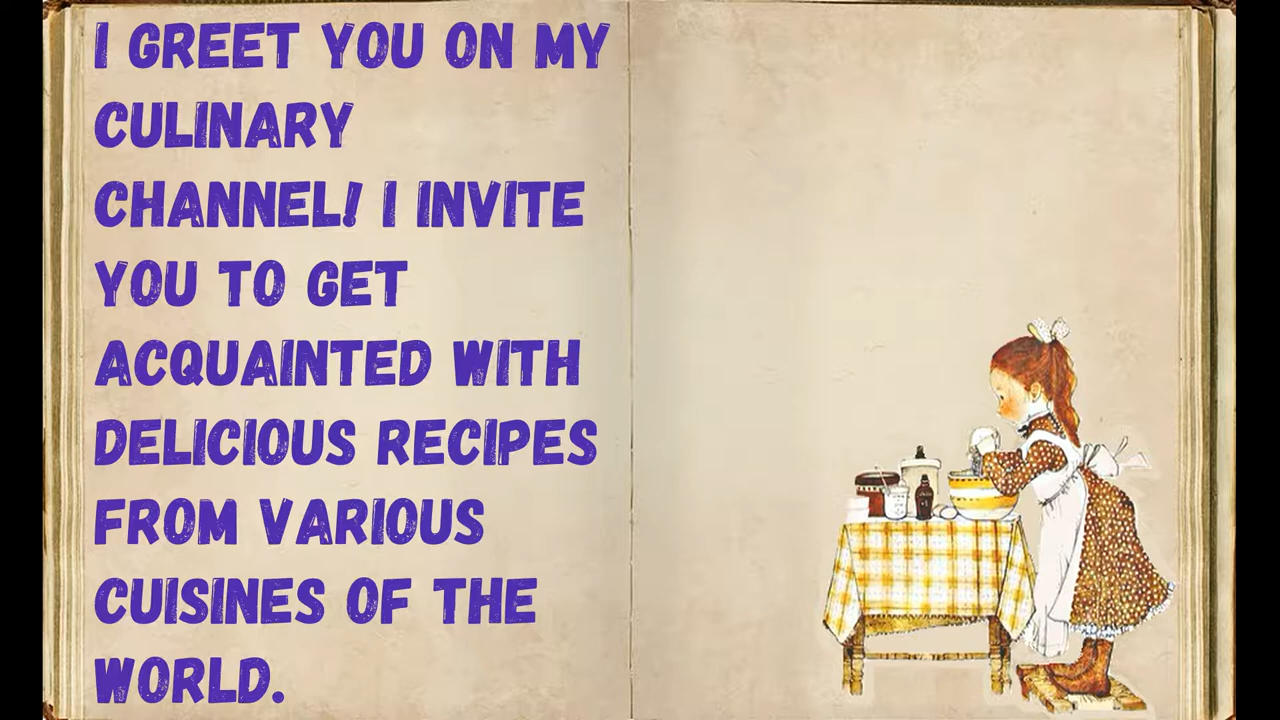 I GREET YOU ON MY
CULINARY
CHANNEL! I INVITE
YOU TO GET
ACQUAINTED WITH
DELICIOUS RECIPES
FROM VARIOUS
CUISINES OF THE
WORLD.